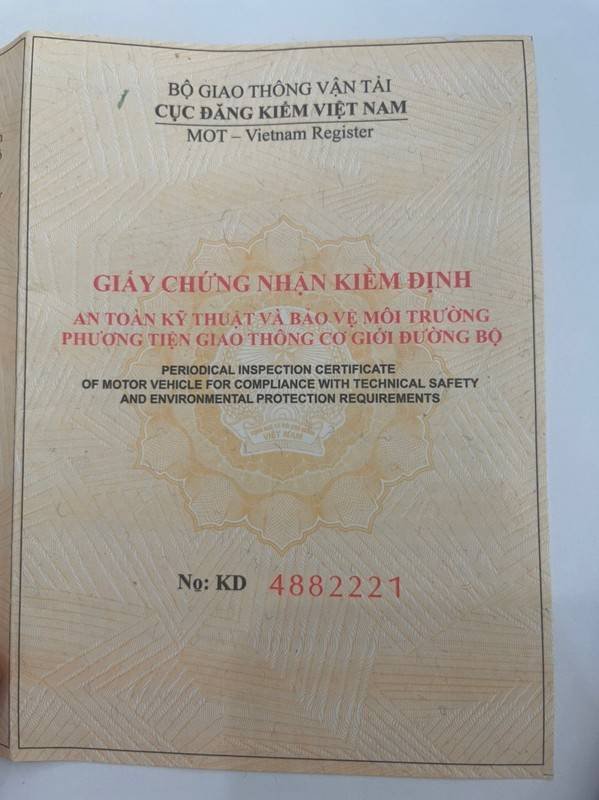 BỘ GIAO THÔNG VẬN TẢI
CỤC ĐĂNG KIỂM VIỆT NAM
MOT – Vietnam Register
GIẤY CHỨNG NHẬN KIỂM ĐỊNH
AN TOÀN KỸ THUẬT VÀ BẢO VỆ MÔI TRƯỜNG
PHƯƠNG TIỆN GIAO THÔNG CƠ GIỚI ĐƯỜNG BỘ
PERIODICAL INSPECTION CERTIFICATE
OF MOTOR VEHICLE FOR COMPLIANCE WITH TECHNICAL SAFETY
AND ENVIRONMENTAL PROTECTION REQUIREMENTS
VIỆT NAM
No: KD 4882221